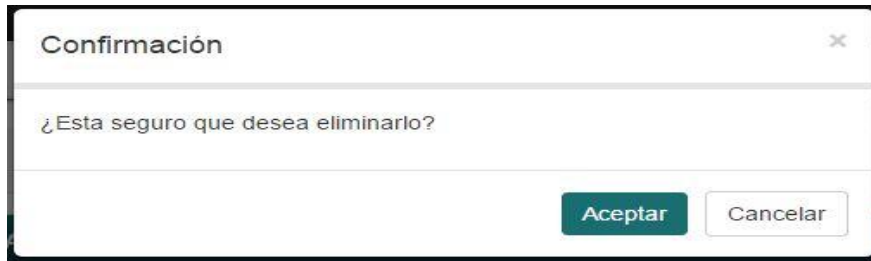 Confirmación ×
¿Esta seguro que desea eliminarlo?
Aceptar Cancelar